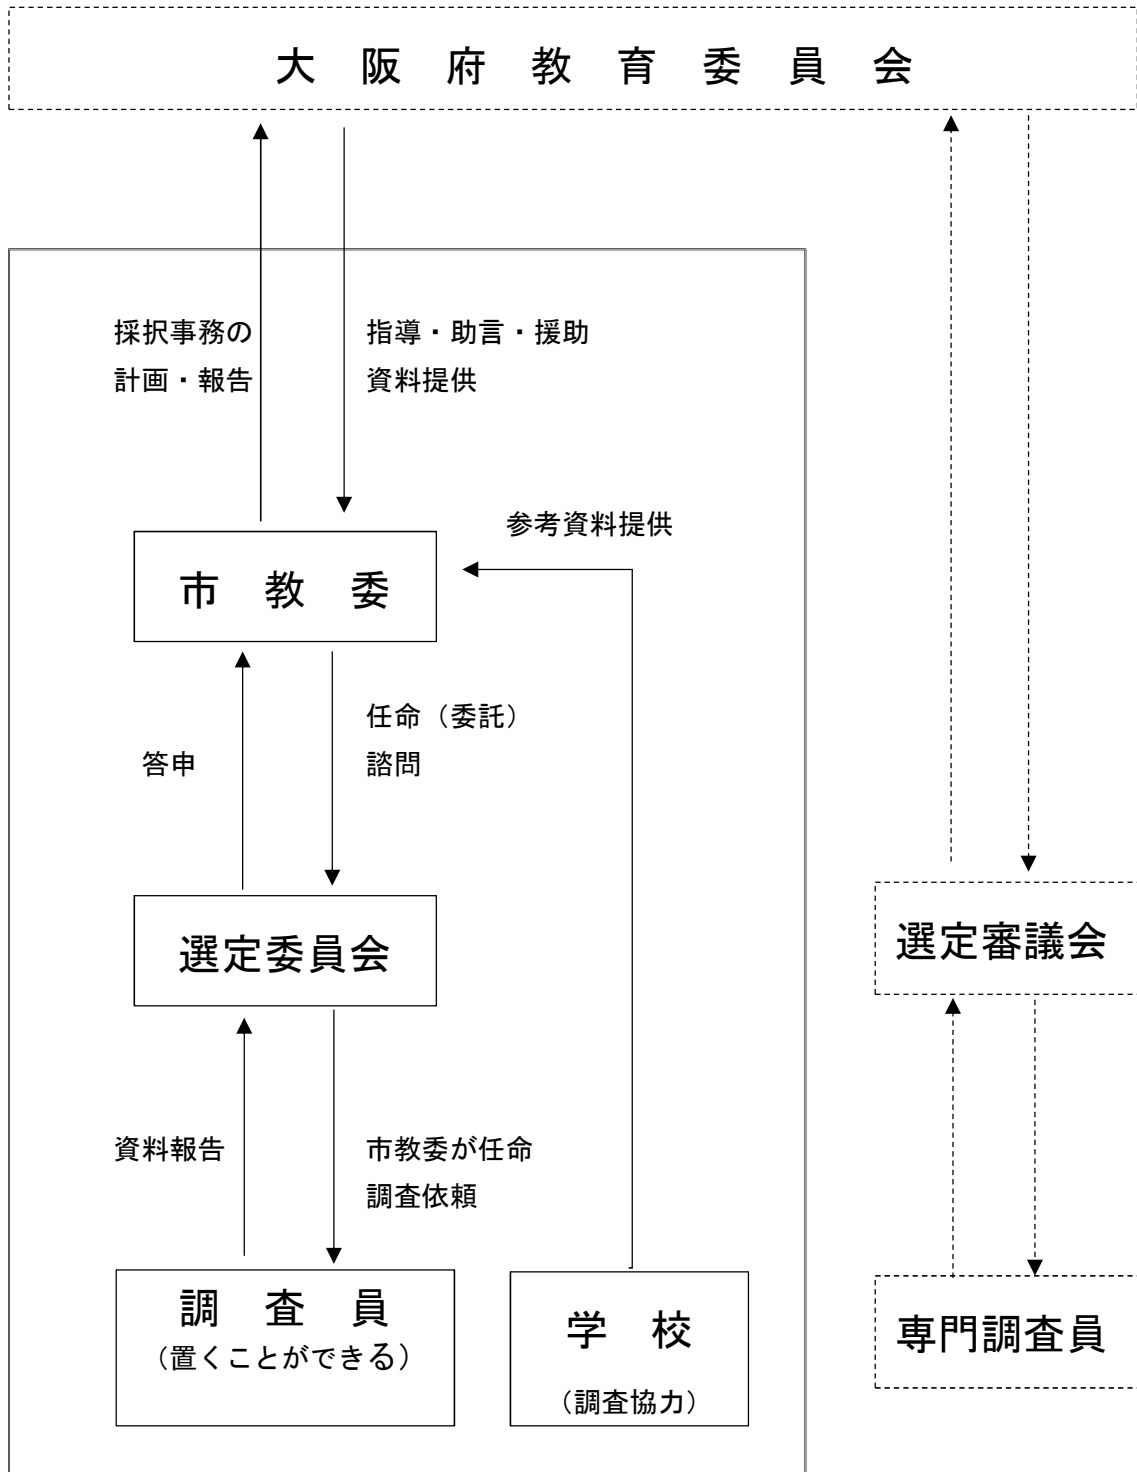 大阪府教育委員会
採択事務の
計画・報告
指導・助言・援助
資料提供
参考資料提供
市教委
答申
任命（委託）
諮問
選定委員会
選定審議会
資料報告
市教委が任命
調査依頼
調査員
（置くことができる）
学校
（調査協力）
専門調査員